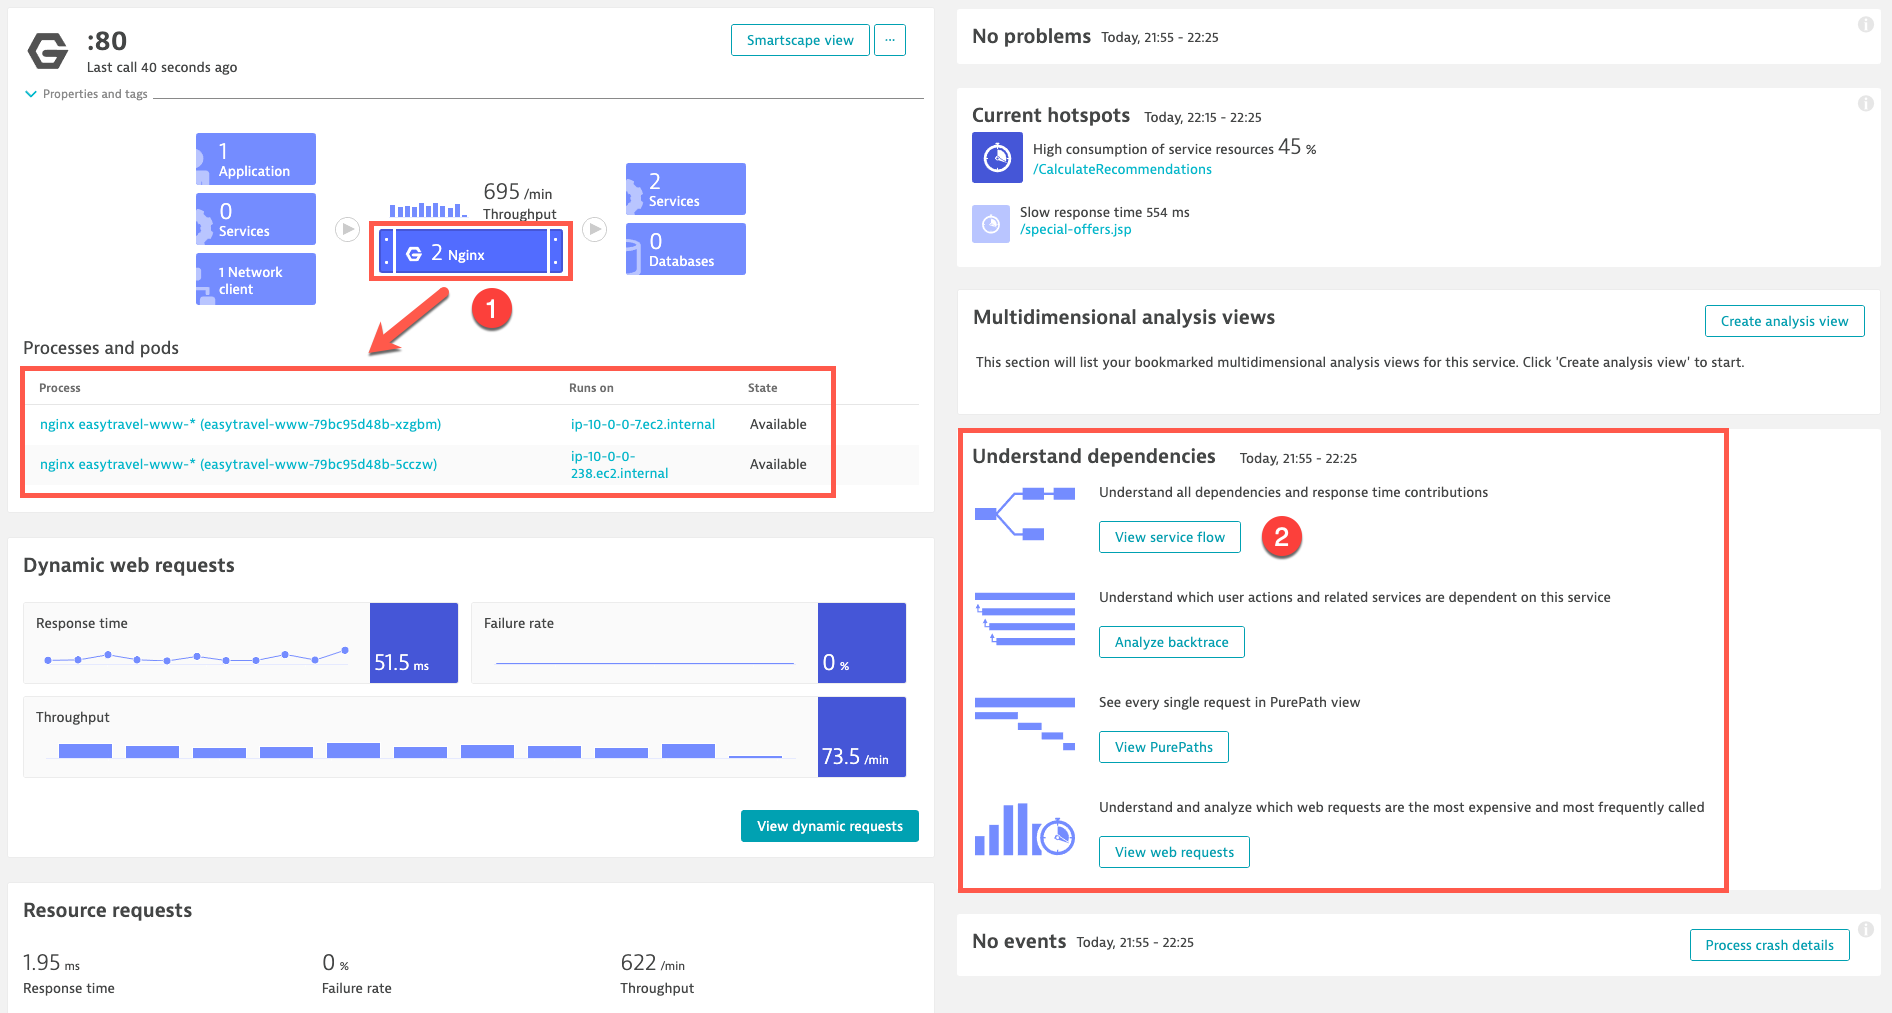 :80
Last call 40 seconds ago
Smartscape view
...
Properties and tags
1
Application
0
Services
1 Network
client
695 /min
Throughput
2 Nginx
2
Services
0
Databases
1
Processes and pods
Process Runs on State
nginx easytravel-www-* (easytravel-www-79bc95d48b-xzgbm) ip-10-0-0-7.ec2.internal Available
nginx easytravel-www-* (easytravel-www-79bc95d48b-5cczw) ip-10-0-0-
238.ec2.internal Available
Dynamic web requests
Response time
51.5 ms
Failure rate
0 %
Throughput
73.5 /min
View dynamic requests
Resource requests
1.95 ms
Response time
0 %
Failure rate
622 /min
Throughput
No problems Today, 21:55 - 22:25
i
Current hotspots Today, 22:15 - 22:25
i
High consumption of service resources 45 %
/CalculateRecommendations
Slow response time 554 ms
/special-offers.jsp
Multidimensional analysis views
Create analysis view
This section will list your bookmarked multidimensional analysis views for this service. Click 'Create analysis view' to start.
Understand dependencies Today, 21:55 - 22:25
Understand all dependencies and response time contributions
View service flow
2
Understand which user actions and related services are dependent on this service
Analyze backtrace
See every single request in PurePath view
View PurePaths
Understand and analyze which web requests are the most expensive and most frequently called
View web requests
No events Today, 21:55 - 22:25
Process crash details
i